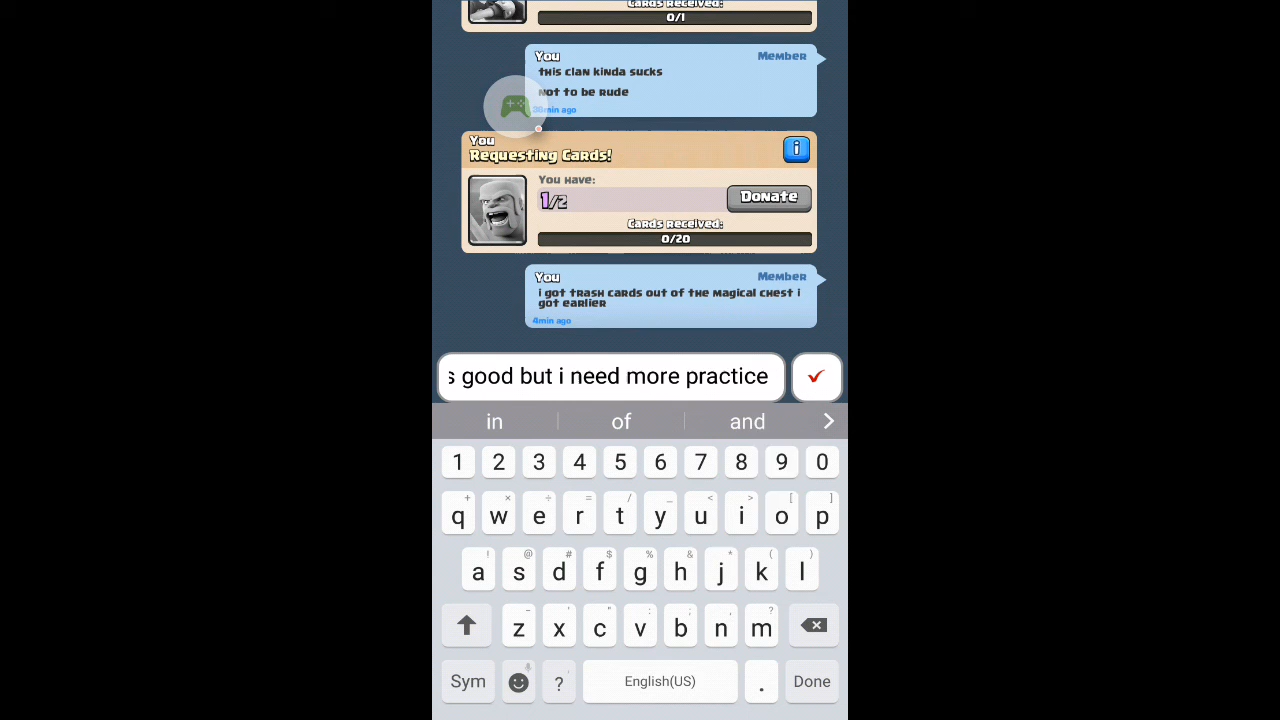 Cards Received:
0/1
You
Member
this clan kinda sucks
not to be rude
36min ago
You
Requesting Cards!
i
You have:
1/2
Donate
Cards Received:
0/20
You
Member
i got trash cards out of the magical chest i
got earlier
4min ago
s good but i need more practice
in
of
and
1 2 3 4 5 6 7 8 9 0
+ × ÷ = / _ < > [ ]
q w e r t y u i o p
! @ # $ % & * ( )
a s d f g h j k l
- ' " : ; , ?
z x c v b n m
Sym
?
English(US)
.
Done